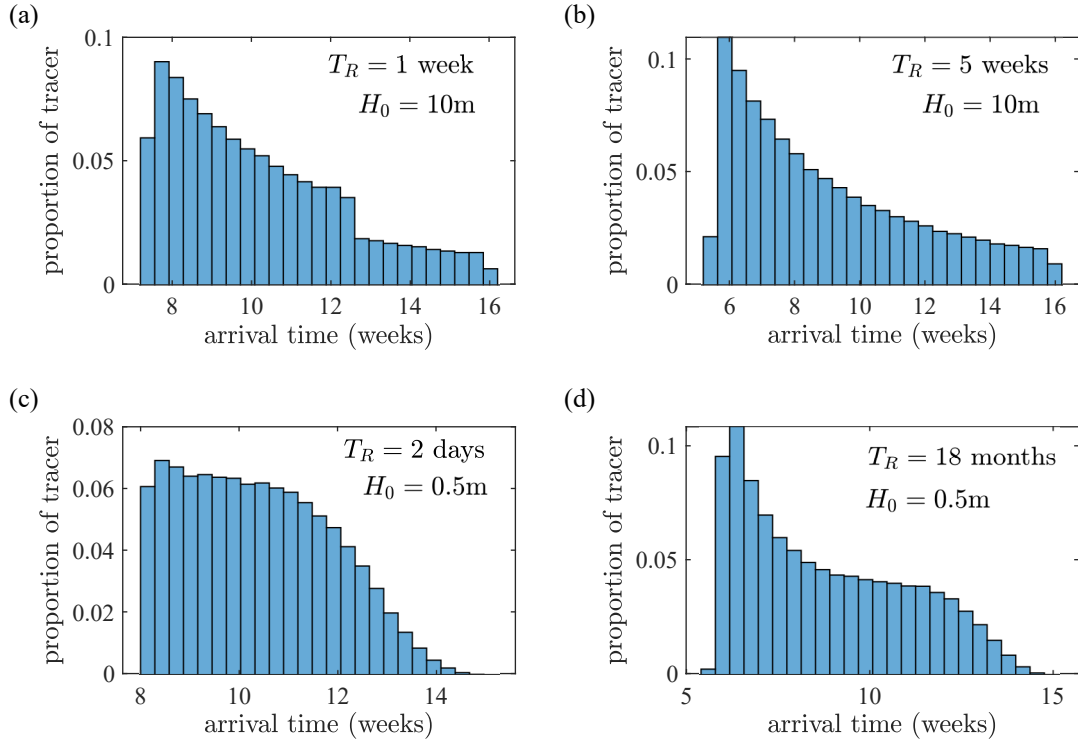 (a)
0.1
0.05
0
proportion of tracer
T_R = 1 week
H_0 = 10m
8 10 12 14 16
arrival time (weeks)
(b)
0.1
0.05
0
proportion of tracer
T_R = 5 weeks
H_0 = 10m
6 8 10 12 14 16
arrival time (weeks)
(c)
0.08
0.06
0.04
0.02
0
proportion of tracer
T_R = 2 days
H_0 = 0.5m
8 10 12 14
arrival time (weeks)
(d)
0.1
0.05
0
proportion of tracer
T_R = 18 months
H_0 = 0.5m
5 10 15
arrival time (weeks)